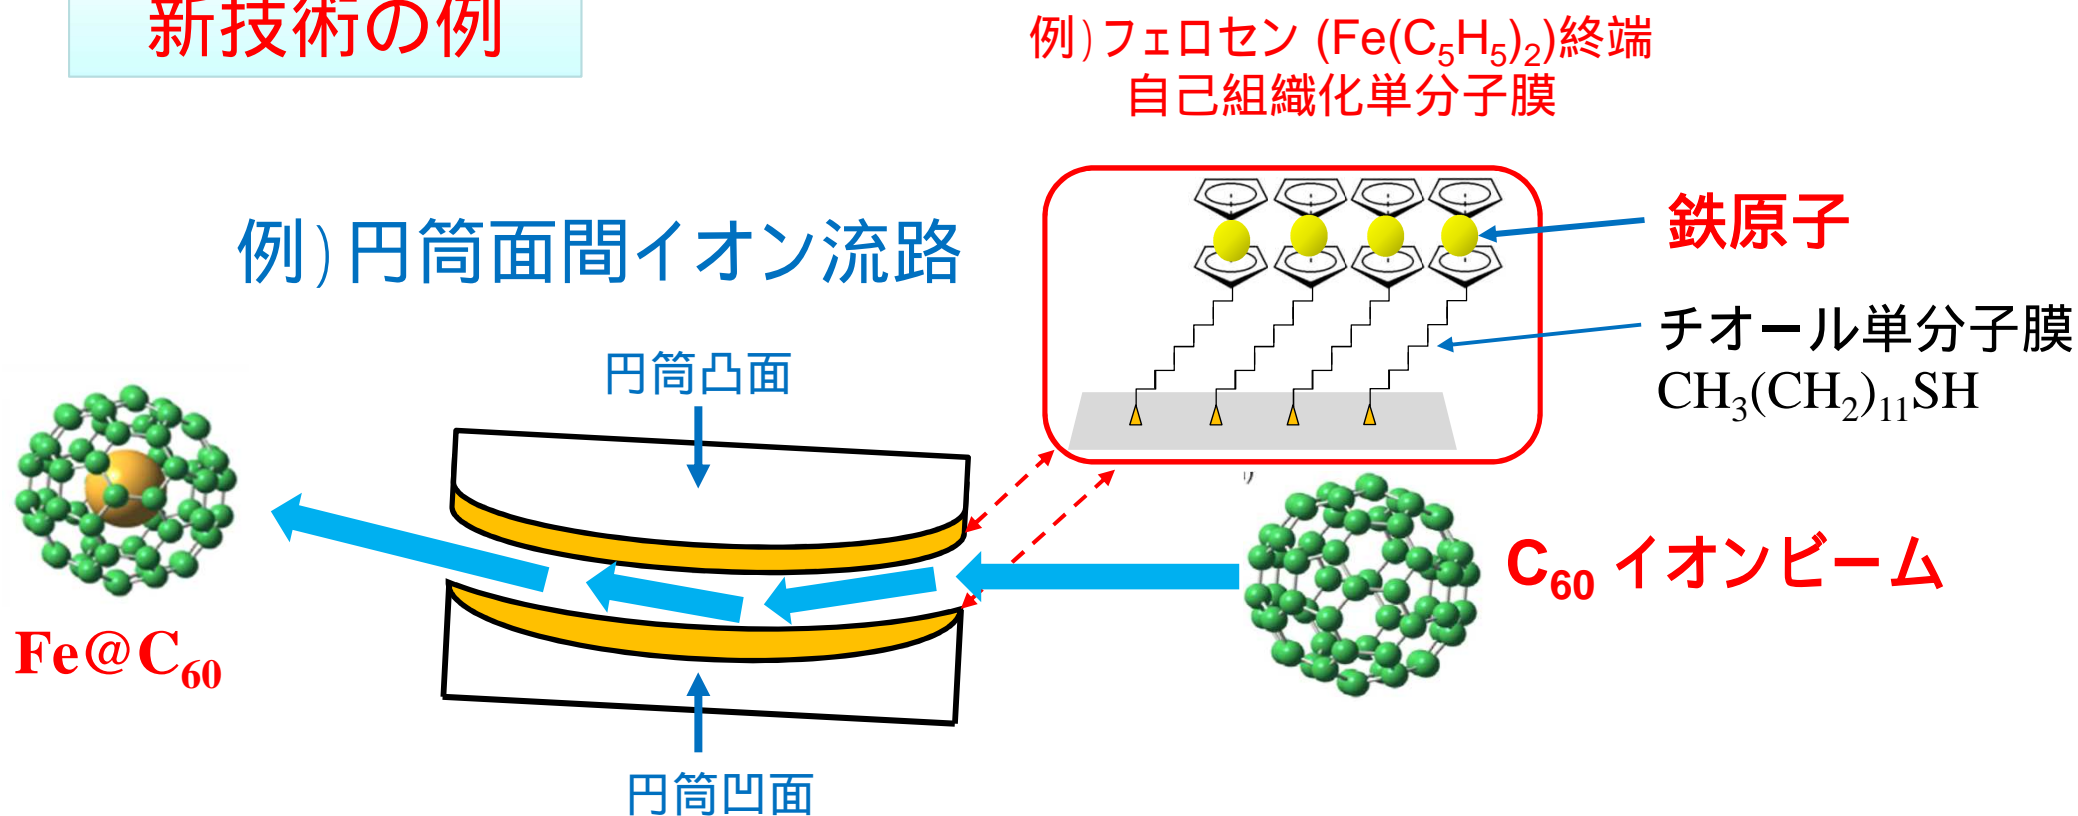 新技術の例
例)フェロセン (Fe(C₅H₅)₂)終端
自己組織化単分子膜
例)円筒面間イオン流路
鉄原子
チオール単分子膜
CH₃(CH₂)₁₁SH
円筒凸面
C₆₀ イオンビーム
Fe@C₆₀
円筒凹面